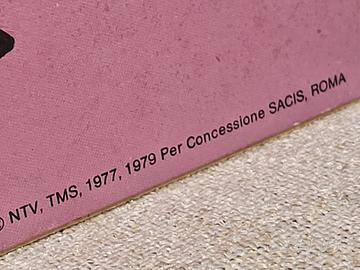 © NTV, TMS, 1977, 1979 Per Concessione SACIS, ROMA